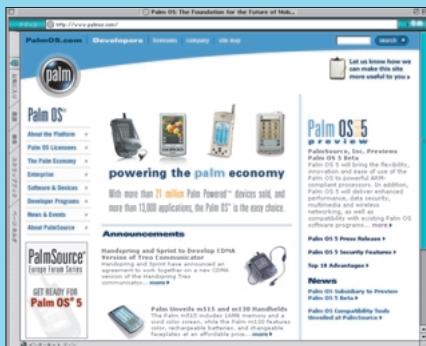 Palm OS: The Foundation for the Future of Mob...
http://www.palmos.com/
PalmOS.com
Developers
licensees
company
site map
search
palm
Let us know how we
can make this site
more useful to you
Palm OS®
About the Platform
Palm OS Licensees
The Palm Economy
Enterprise
Software & Devices
Developer Programs
News & Events
About PalmSource
PalmSource
Europe Forum Series
GET READY FOR
Palm OS 5
powering the palm economy
With more than 21 million Palm Powered™ devices sold, and
more than 13,000 applications, the Palm OS® is the easy choice.
Announcements
Handspring and Sprint to Develop CDMA
Version of Treo Communicator
Handspring and Sprint have announced an
agreement to work together on a new CDMA
version of the Handspring Treo
communicator... more
Palm Unveils m515 and m130 Handhelds
The Palm m515 includes 16MB memory and a
vivid color screen, while the Palm m130 features
color, rechargeable batteries, and changeable
faceplates at an affordable price... more
Palm OS 5
preview
PalmSource, Inc. Previews
Palm OS 5 Beta
Palm OS 5 will bring the flexibility,
innovation and ease of use of the
Palm OS to powerful ARM-
compliant processors. In addition,
Palm OS 5 will deliver enhanced
performance, data security,
multimedia and wireless
networking, as well as
compatibility with existing Palm OS
software programs... more
Palm OS 5 Press Release
Palm OS 5 Security Features
Top 10 Advantages
News
Palm OS Subsidiary to Preview
Palm OS 5 Beta
Palm OS Compatibility Tools
Unveiled at PalmSource